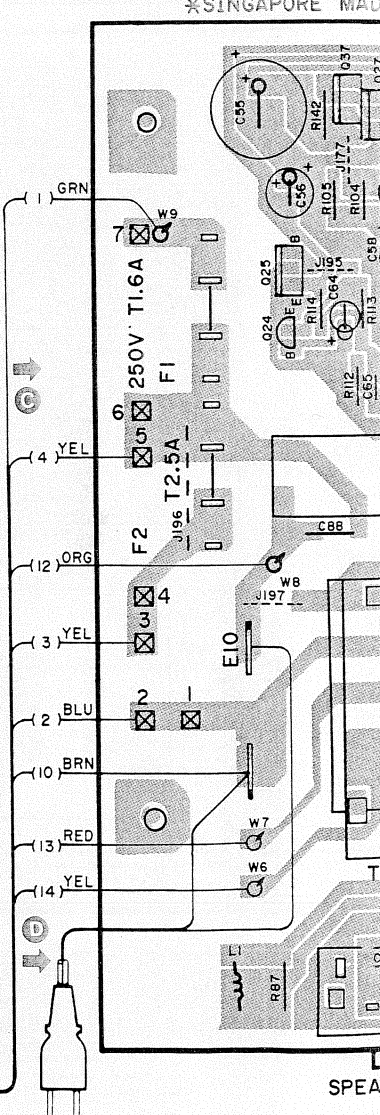 *SINGAPORE MAD
Q37
Q27
C55
R142
J177
C56
R105
R104
(1) GRN
W9
7
C58
J195
B
Q25
E
C64
R114
R113
Q24
E
B
250V T1.6A
F1
R112
C65
C
6
5
(4) YEL
T2.5A
J196
F2
C88
(12) ORG
W8
J197
4
3
(3) YEL
E10
2
1
(2) BLU
(10) BRN
W7
(13) RED
W6
(14) YEL
D
L1
R87
SPEA